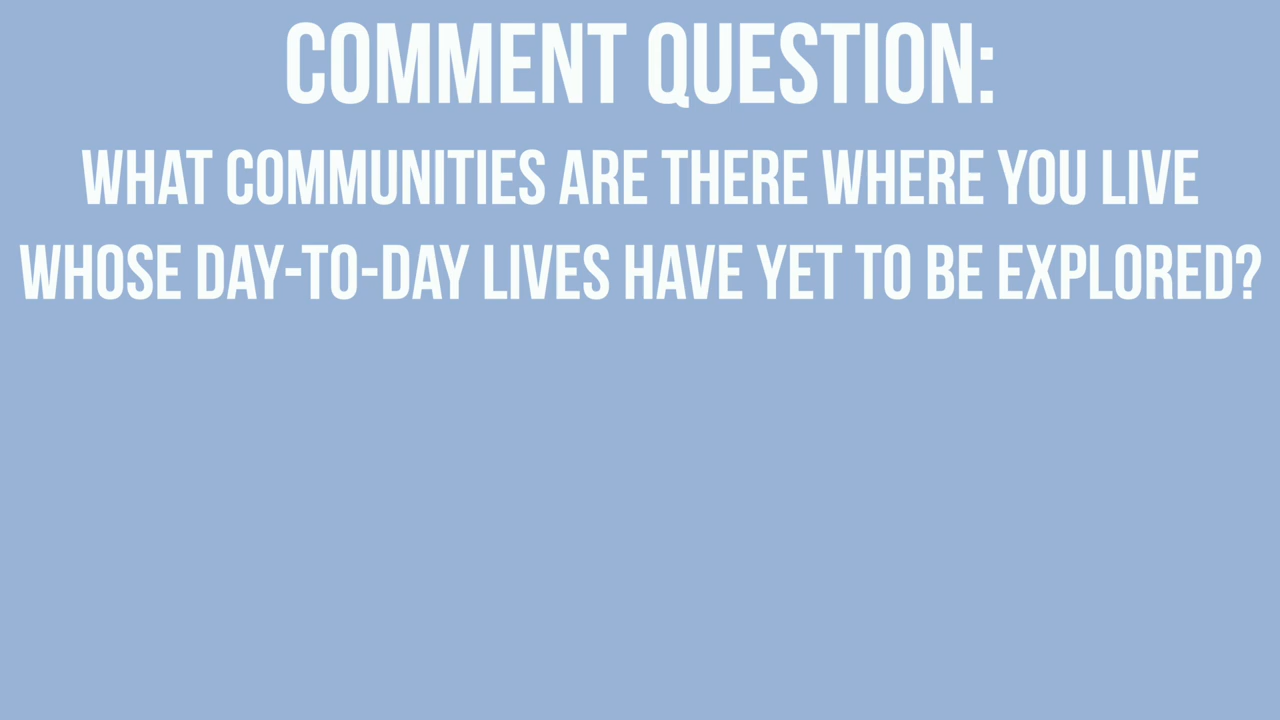 COMMENT QUESTION:
WHAT COMMUNITIES ARE THERE WHERE YOU LIVE
WHOSE DAY-TO-DAY LIVES HAVE YET TO BE EXPLORED?